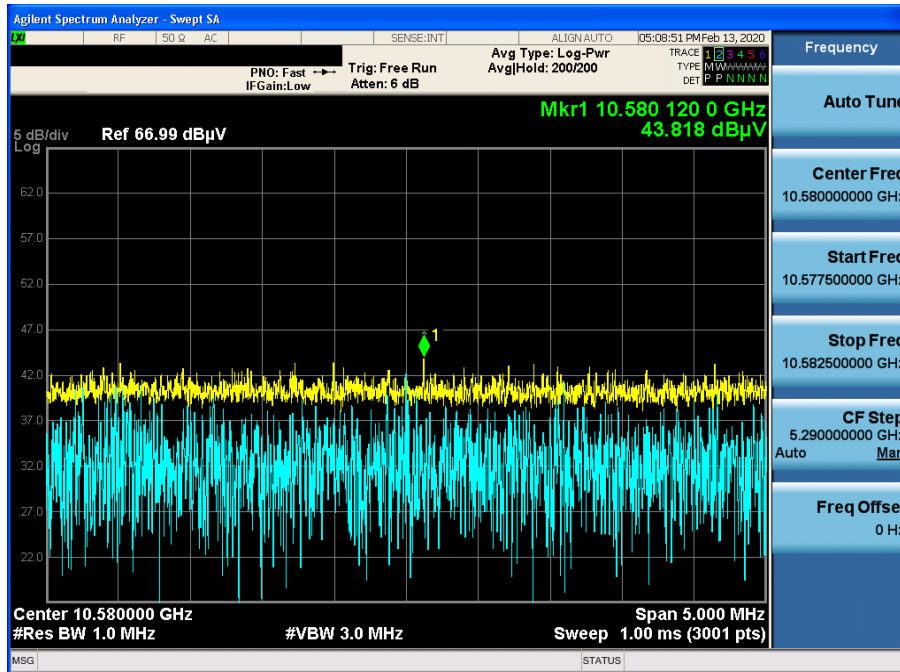 Agilent Spectrum Analyzer - Swept SA
LXI RF 50 Ω AC SENSE:INT ALIGN AUTO 05:08:51 PM Feb 13, 2020
Frequency
PNO: Fast
IFGain:Low
Trig: Free Run
Atten: 6 dB
Avg Type: Log-Pwr
Avg|Hold: 200/200
TRACE 1 2 3 4 5 6
TYPE M W
DET P P N N N N
Auto Tune
Mkr1 10.580 120 0 GHz
43.818 dBµV
5 dB/div Ref 66.99 dBµV
Log
62.0
57.0
52.0
47.0
42.0
37.0
32.0
27.0
22.0
1
Center Freq
10.580000000 GHz
Start Freq
10.577500000 GHz
Stop Freq
10.582500000 GHz
CF Step
5.290000000 GHz
Auto Man
Freq Offset
0 Hz
Center 10.580000 GHz Span 5.000 MHz
#Res BW 1.0 MHz #VBW 3.0 MHz Sweep 1.00 ms (3001 pts)
MSG STATUS